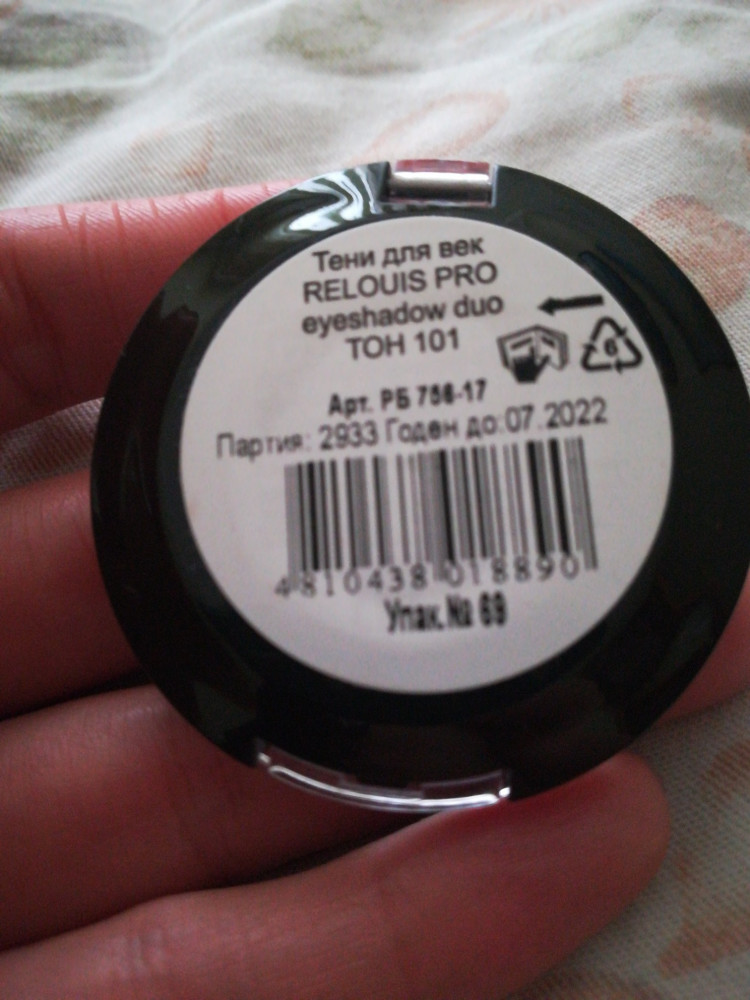 Тени для век
RELOUIS PRO
eyeshadow duo
ТОН 101
6
Арт. РБ 756-17
Партия: 2933 Годен до:07.2022
4810438018890
Упак.№ 69